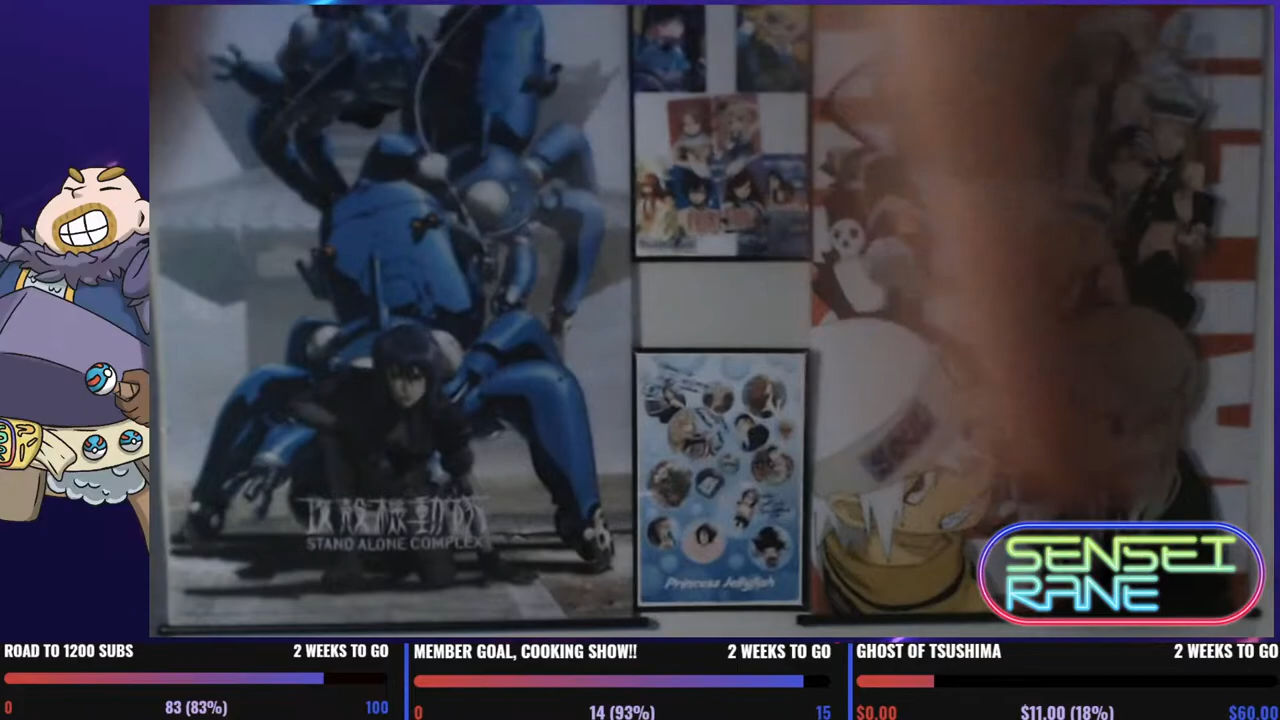 攻殻機動隊
STAND ALONE COMPLEX
Princess Jellyfish
SENSEI
RANE
ROAD TO 1200 SUBS 2 WEEKS TO GO
0 83 (83%) 100
MEMBER GOAL, COOKING SHOW!! 2 WEEKS TO GO
0 14 (93%) 15
GHOST OF TSUSHIMA 2 WEEKS TO GO
$0.00 $11.00 (18%) $60.00